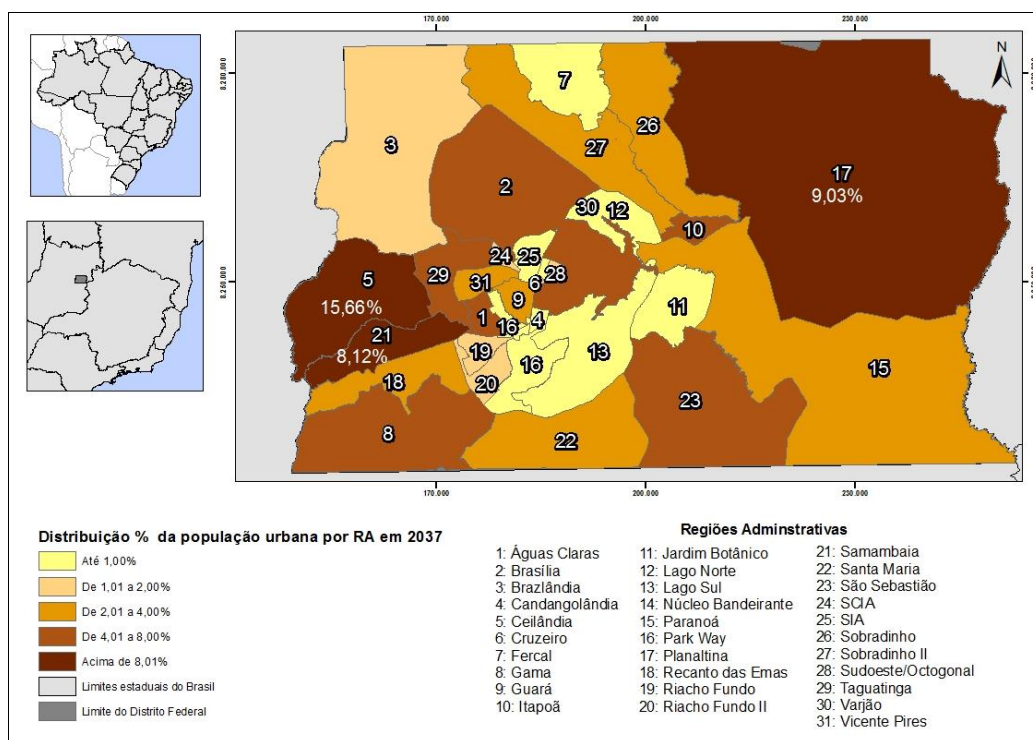 170.000
200.000
230.000
N
7
26
3
27
17
9,03%
2
30
12
10
24
25
5
29
28
31
6
11
15,66%
9
1
4
21
16
13
8,12%
19
16
15
18
20
23
8
22
170.000
200.000
230.000
Distribuição % da população urbana por RA em 2037
Até 1,00%
De 1,01 a 2,00%
De 2,01 a 4,00%
De 4,01 a 8,00%
Acima de 8,01%
Limites estaduais do Brasil
Limite do Distrito Federal
Regiões Adminstrativas
1: Águas Claras
2: Brasília
3: Brazlândia
4: Candangolândia
5: Ceilândia
6: Cruzeiro
7: Fercal
8: Gama
9: Guará
10: Itapoã
11: Jardim Botânico
12: Lago Norte
13: Lago Sul
14: Núcleo Bandeirante
15: Paranoá
16: Park Way
17: Planaltina
18: Recanto das Emas
19: Riacho Fundo
20: Riacho Fundo II
21: Samambaia
22: Santa Maria
23: São Sebastião
24: SCIA
25: SIA
26: Sobradinho
27: Sobradinho II
28: Sudoeste/Octogonal
29: Taguatinga
30: Varjão
31: Vicente Pires